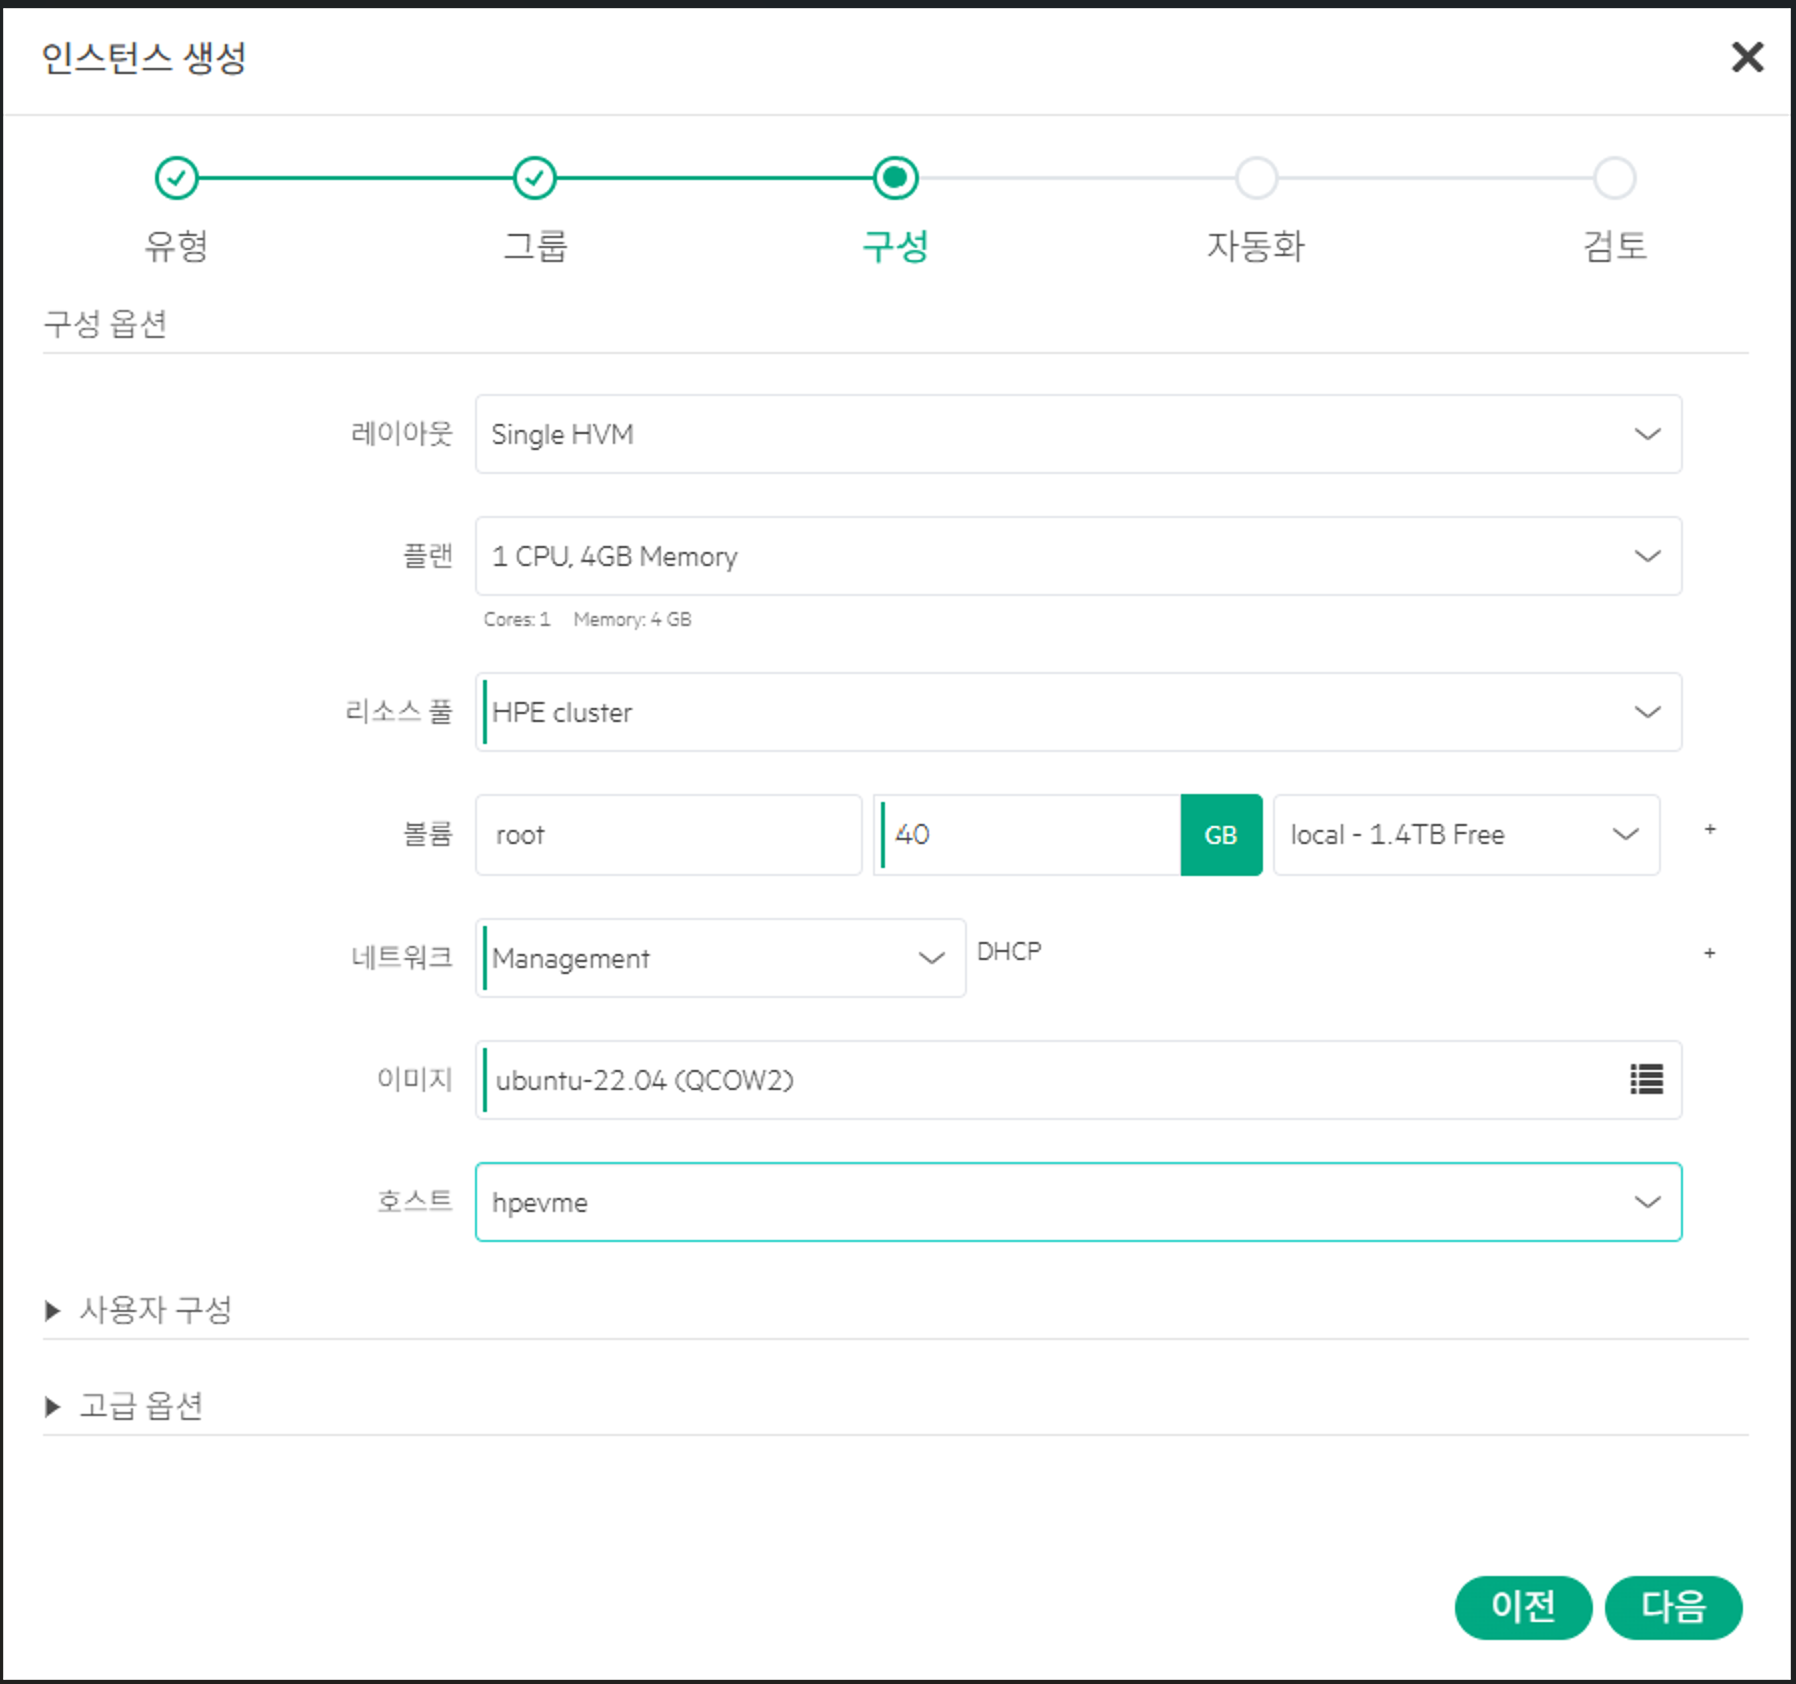 인스턴스 생성
유형 그룹 구성 자동화 검토
구성 옵션
레이아웃 Single HVM
플랜 1 CPU, 4GB Memory
Cores: 1 Memory: 4 GB
리소스 풀 HPE cluster
볼륨 root 40 GB local - 1.4TB Free +
네트워크 Management DHCP +
이미지 ubuntu-22.04 (QCOW2)
호스트 hpevme
사용자 구성
고급 옵션
이전 다음